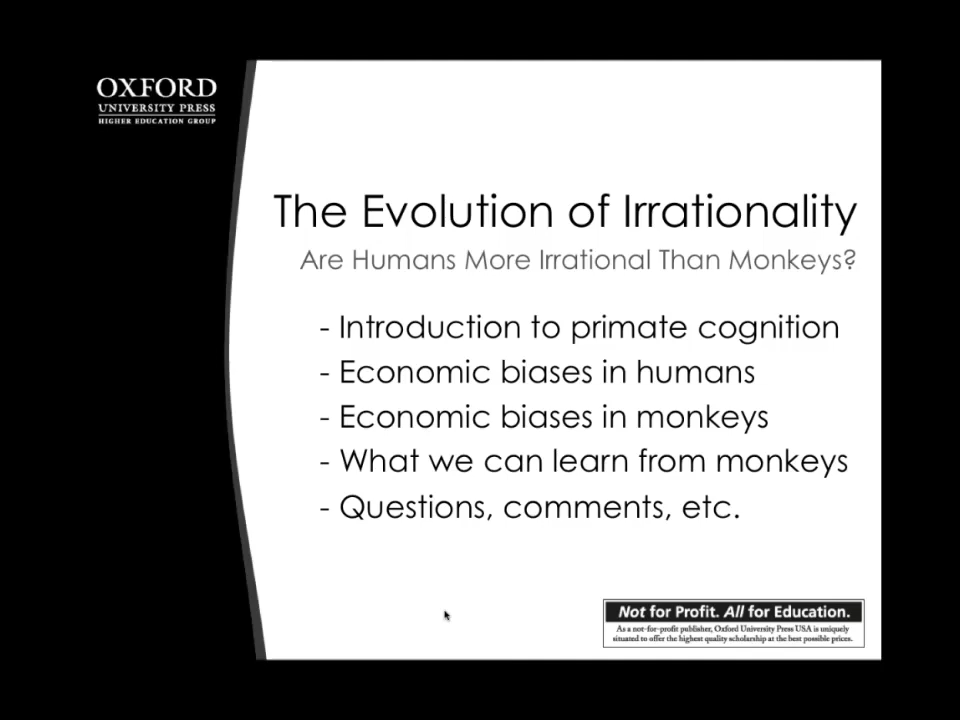 OXFORD
UNIVERSITY PRESS
HIGHER EDUCATION GROUP
The Evolution of Irrationality
Are Humans More Irrational Than Monkeys?
- Introduction to primate cognition
- Economic biases in humans
- Economic biases in monkeys
- What we can learn from monkeys
- Questions, comments, etc.
Not for Profit. All for Education.
As a not-for-profit publisher, Oxford University Press USA is uniquely
situated to offer the highest quality scholarship at the best possible prices.